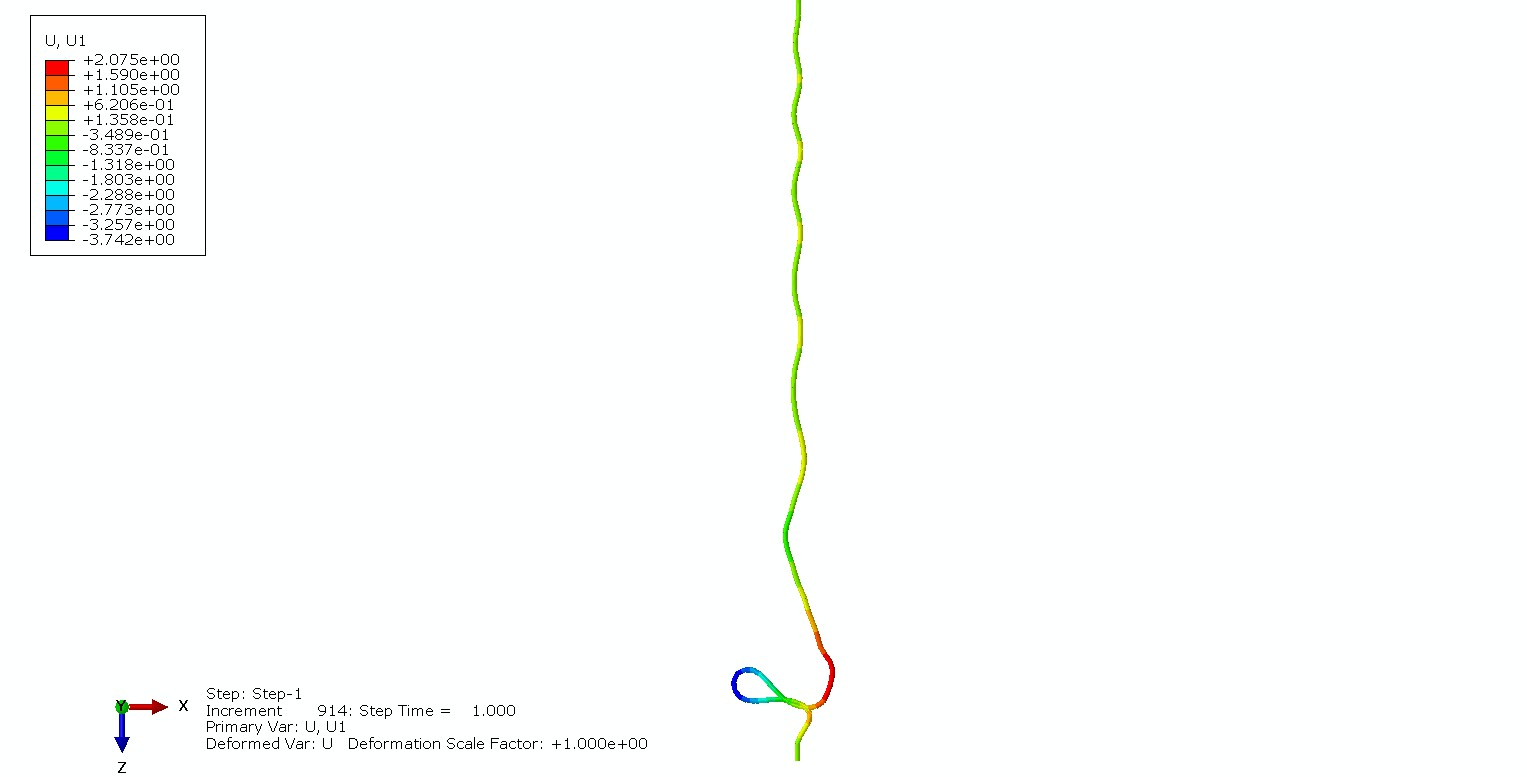 U, U1
+2.075e+00
+1.590e+00
+1.105e+00
+6.206e-01
+1.358e-01
-3.489e-01
-8.337e-01
-1.318e+00
-1.803e+00
-2.288e+00
-2.773e+00
-3.257e+00
-3.742e+00
Y
X
Z
Step: Step-1
Increment 914: Step Time = 1.000
Primary Var: U, U1
Deformed Var: U Deformation Scale Factor: +1.000e+00